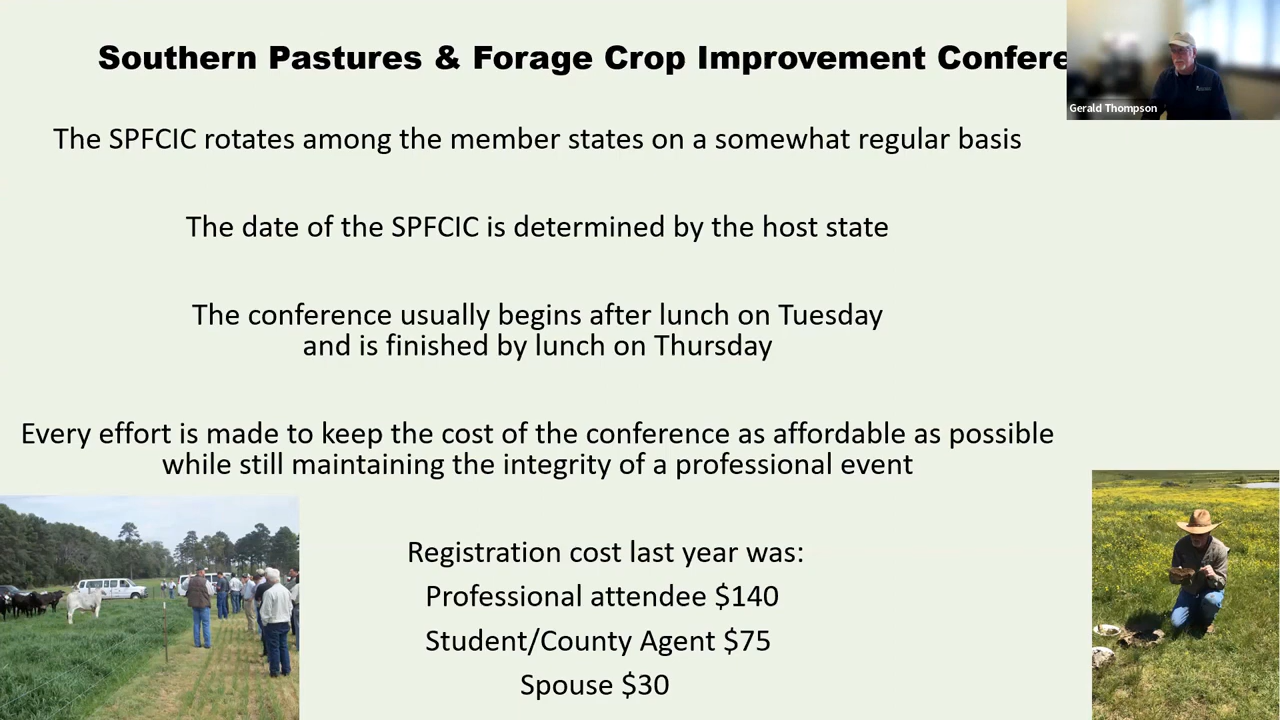 Southern Pastures & Forage Crop Improvement Confere
Gerald Thompson
The SPFCIC rotates among the member states on a somewhat regular basis
The date of the SPFCIC is determined by the host state
The conference usually begins after lunch on Tuesday
and is finished by lunch on Thursday
Every effort is made to keep the cost of the conference as affordable as possible
while still maintaining the integrity of a professional event
Registration cost last year was:
Professional attendee $140
Student/County Agent $75
Spouse $30